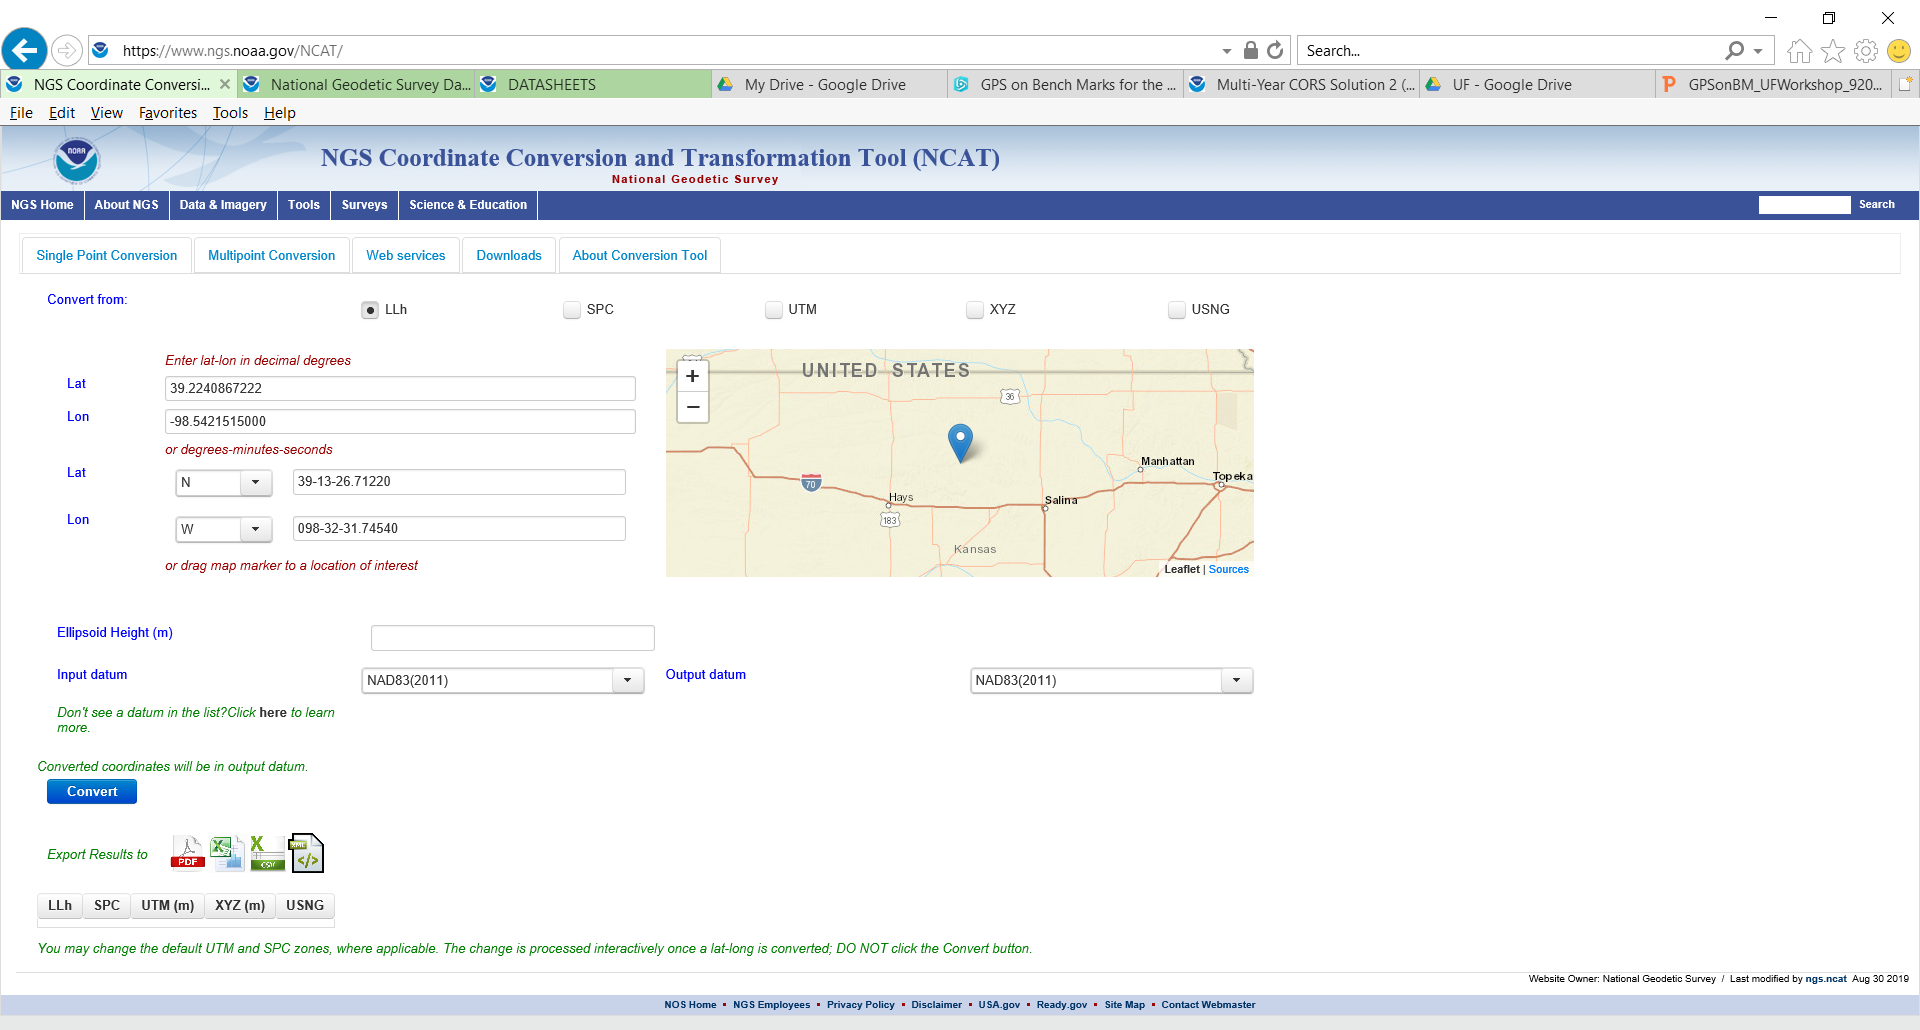 https://www.ngs.noaa.gov/NCAT/
Search...
NGS Coordinate Conversi...
National Geodetic Survey Da...
DATASHEETS
My Drive - Google Drive
GPS on Bench Marks for the ...
Multi-Year CORS Solution 2 (...
UF - Google Drive
GPSonBM_UFWorkshop_920...
File Edit View Favorites Tools Help
NOAA
NGS Coordinate Conversion and Transformation Tool (NCAT)
National Geodetic Survey
NGS Home About NGS Data & Imagery Tools Surveys Science & Education Search
Single Point Conversion Multipoint Conversion Web services Downloads About Conversion Tool
Convert from:
LLh SPC UTM XYZ USNG
Enter lat-lon in decimal degrees
Lat 39.2240867222
Lon -98.5421515000
or degrees-minutes-seconds
Lat N 39-13-26.71220
Lon W 098-32-31.74540
or drag map marker to a location of interest
+
−
UNITED STATES
36
Manhattan
Topeka
70
Hays
Salina
183
Kansas
Leaflet | Sources
Ellipsoid Height (m)
Input datum NAD83(2011) Output datum NAD83(2011)
Don't see a datum in the list?Click here to learn
more.
Converted coordinates will be in output datum.
Convert
Export Results to
PDF
X
X CSV
XML </>
LLh SPC UTM (m) XYZ (m) USNG
You may change the default UTM and SPC zones, where applicable. The change is processed interactively once a lat-long is converted; DO NOT click the Convert button.
Website Owner: National Geodetic Survey / Last modified by ngs.ncat Aug 30 2019
NOS Home ▪ NGS Employees ▪ Privacy Policy ▪ Disclaimer ▪ USA.gov ▪ Ready.gov ▪ Site Map ▪ Contact Webmaster